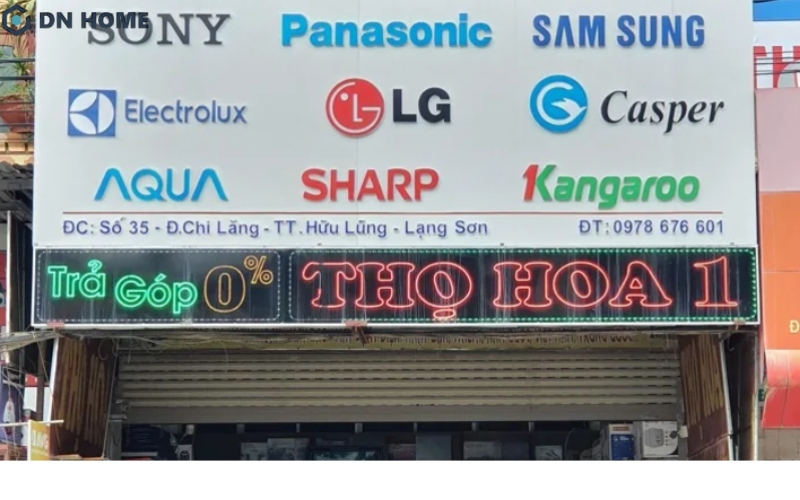 DN HOME
SONY Panasonic SAMSUNG
Electrolux LG Casper
AQUA SHARP Kangaroo
ĐC: Số 35 - Đ.Chi Lăng - TT.Hữu Lũng - Lạng Sơn ĐT: 0978 676 601
Trả Góp 0% THỌ HOA 1